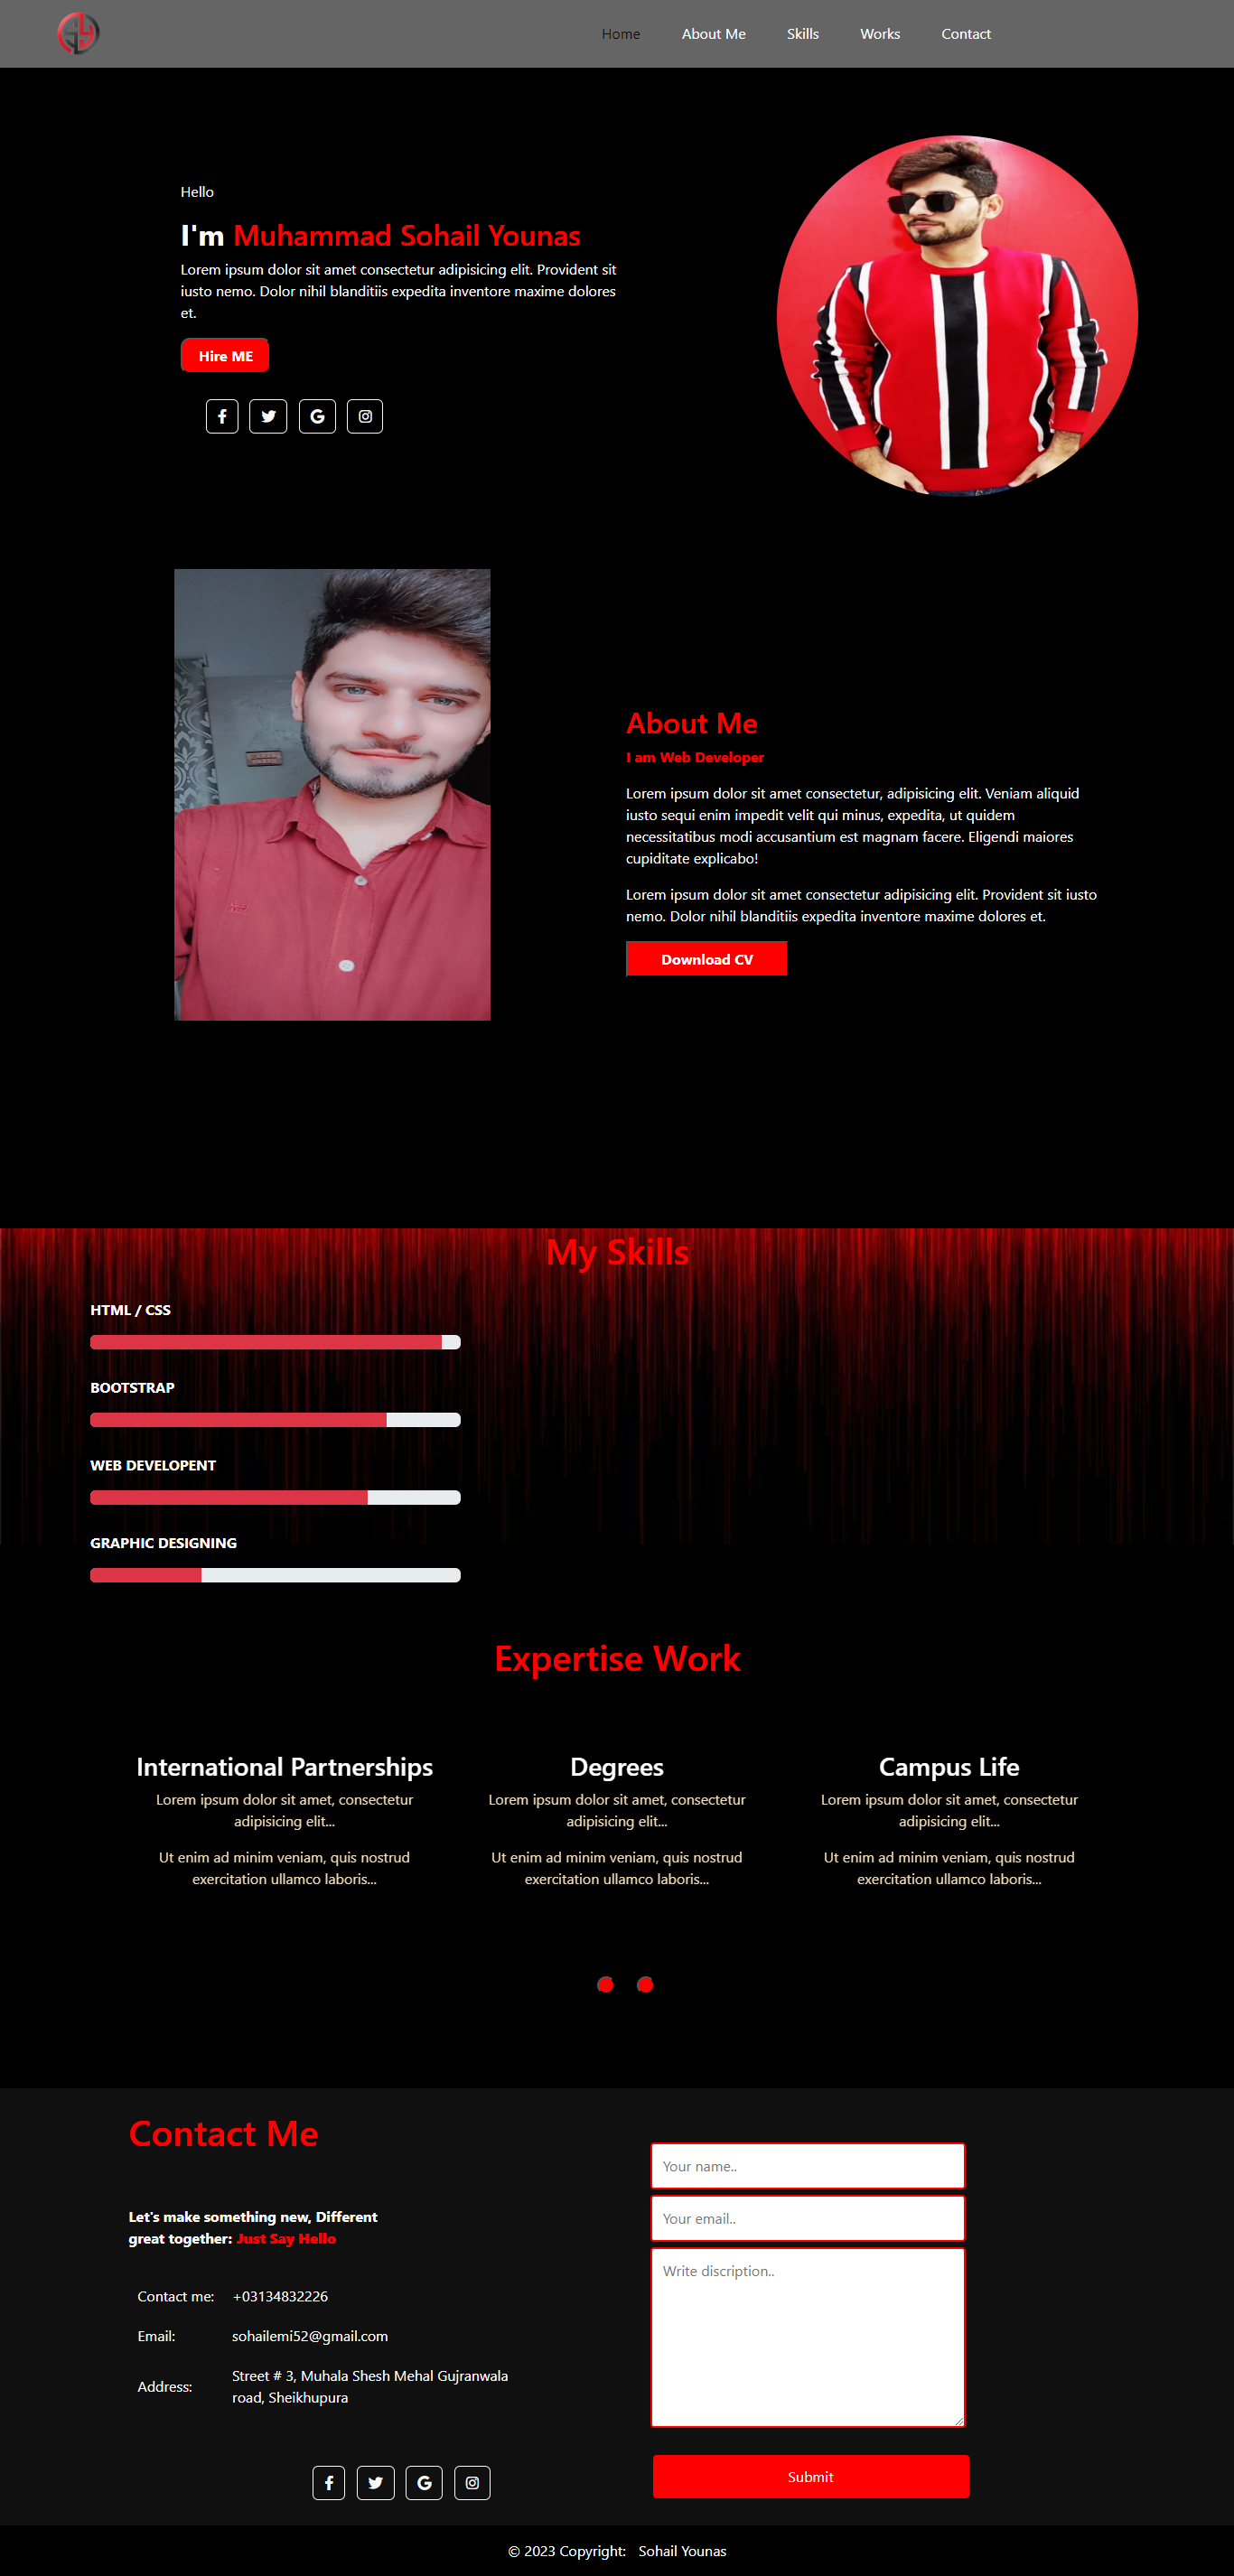 Home About Me Skills Works Contact
Hello
I'm Muhammad Sohail Younas
Lorem ipsum dolor sit amet consectetur adipisicing elit. Provident sit
iusto nemo. Dolor nihil blanditiis expedita inventore maxime dolores
et.
Hire ME
About Me
I am Web Developer
Lorem ipsum dolor sit amet consectetur, adipisicing elit. Veniam aliquid
iusto sequi enim impedit velit qui minus, expedita, ut quidem
necessitatibus modi accusantium est magnam facere. Eligendi maiores
cupiditate explicabo!
Lorem ipsum dolor sit amet consectetur adipisicing elit. Provident sit iusto
nemo. Dolor nihil blanditiis expedita inventore maxime dolores et.
Download CV
My Skills
HTML / CSS
BOOTSTRAP
WEB DEVELOPENT
GRAPHIC DESIGNING
Expertise Work
International Partnerships
Lorem ipsum dolor sit amet, consectetur
adipisicing elit...
Ut enim ad minim veniam, quis nostrud
exercitation ullamco laboris...
Degrees
Lorem ipsum dolor sit amet, consectetur
adipisicing elit...
Ut enim ad minim veniam, quis nostrud
exercitation ullamco laboris...
Campus Life
Lorem ipsum dolor sit amet, consectetur
adipisicing elit...
Ut enim ad minim veniam, quis nostrud
exercitation ullamco laboris...
Contact Me
Let's make something new, Different
great together: Just Say Hello
Contact me: +03134832226
Email: sohailemi52@gmail.com
Address: Street # 3, Muhala Shesh Mehal Gujranwala
road, Sheikhupura
Your name..
Your email..
Write discription..
Submit
© 2023 Copyright: Sohail Younas